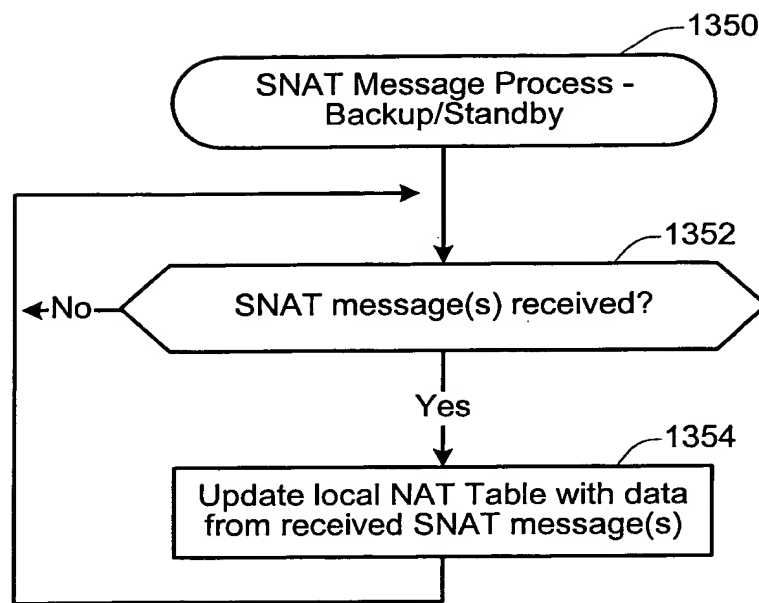 1350
SNAT Message Process -
Backup/Standby
1352
SNAT message(s) received?
No
Yes
1354
Update local NAT Table with data
from received SNAT message(s)